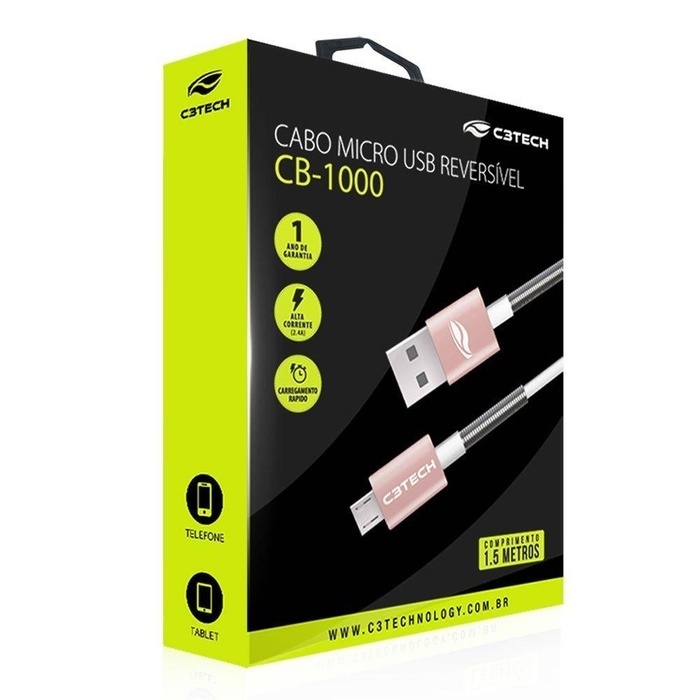 C3TECH
TELEFONE
TABLET
C3TECH
CABO MICRO USB REVERSÍVEL
CB-1000
1
ANO DE
GARANTIA
ALTA
CORRENTE
(2.4A)
CARREGAMENTO
RAPIDO
C3TECH
COMPRIMENTO
1.5 METROS
WWW.C3TECHNOLOGY.COM.BR